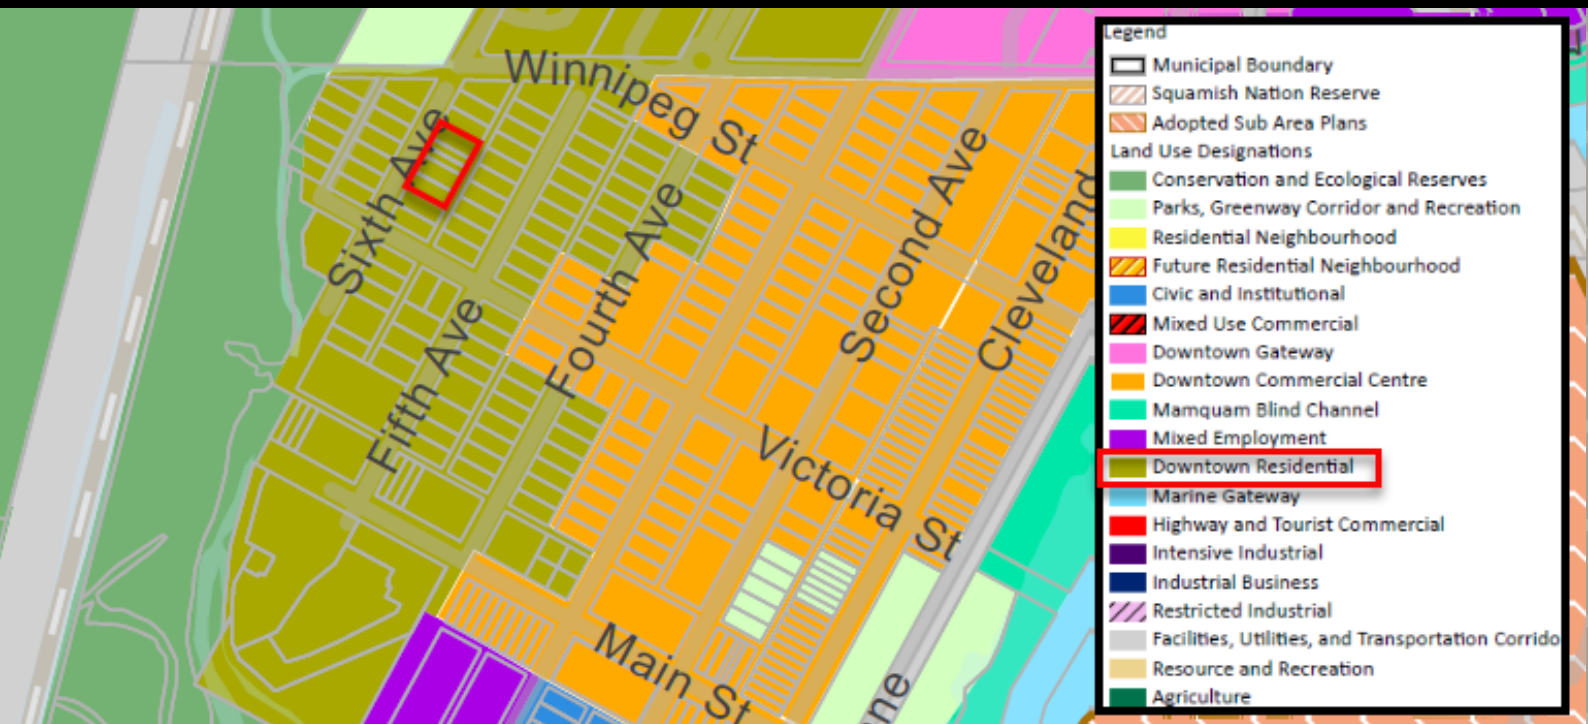 Winnipeg St
Sixth Ave
Fifth Ave
Fourth Ave
Second Ave
Cleveland
Victoria St
Main St
ne
Legend
Municipal Boundary
Squamish Nation Reserve
Adopted Sub Area Plans
Land Use Designations
Conservation and Ecological Reserves
Parks, Greenway Corridor and Recreation
Residential Neighbourhood
Future Residential Neighbourhood
Civic and Institutional
Mixed Use Commercial
Downtown Gateway
Downtown Commercial Centre
Mamquam Blind Channel
Mixed Employment
Downtown Residential
Marine Gateway
Highway and Tourist Commercial
Intensive Industrial
Industrial Business
Restricted Industrial
Facilities, Utilities, and Transportation Corrido
Resource and Recreation
Agriculture